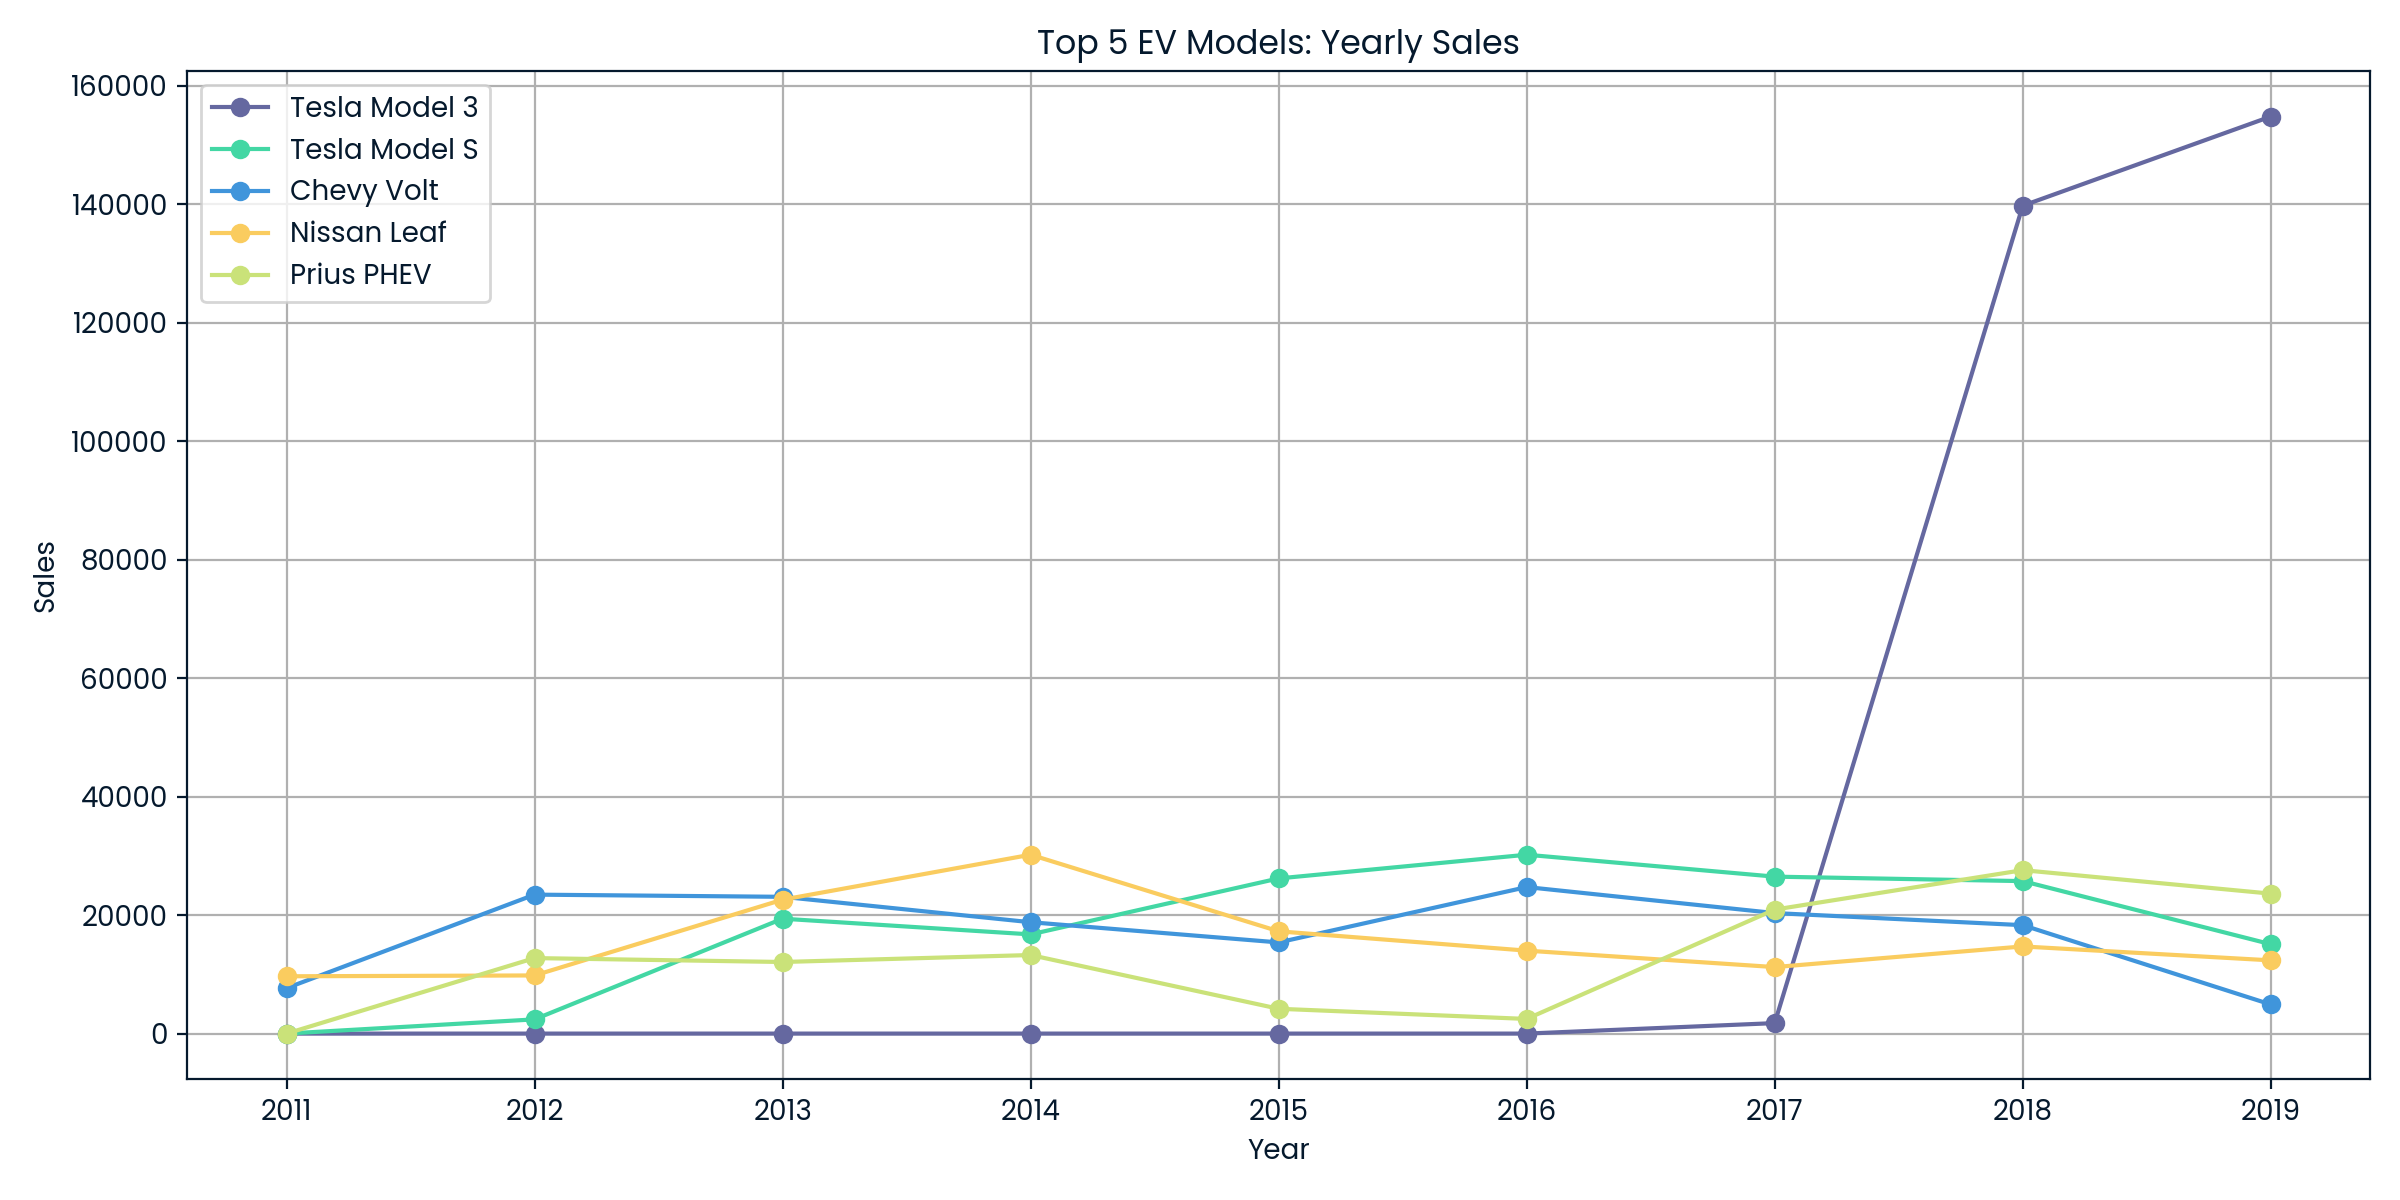 Top 5 EV Models: Yearly Sales
160000
140000
120000
100000
80000
60000
40000
20000
0
Sales
Tesla Model 3
Tesla Model S
Chevy Volt
Nissan Leaf
Prius PHEV
2011 2012 2013 2014 2015 2016 2017 2018 2019
Year